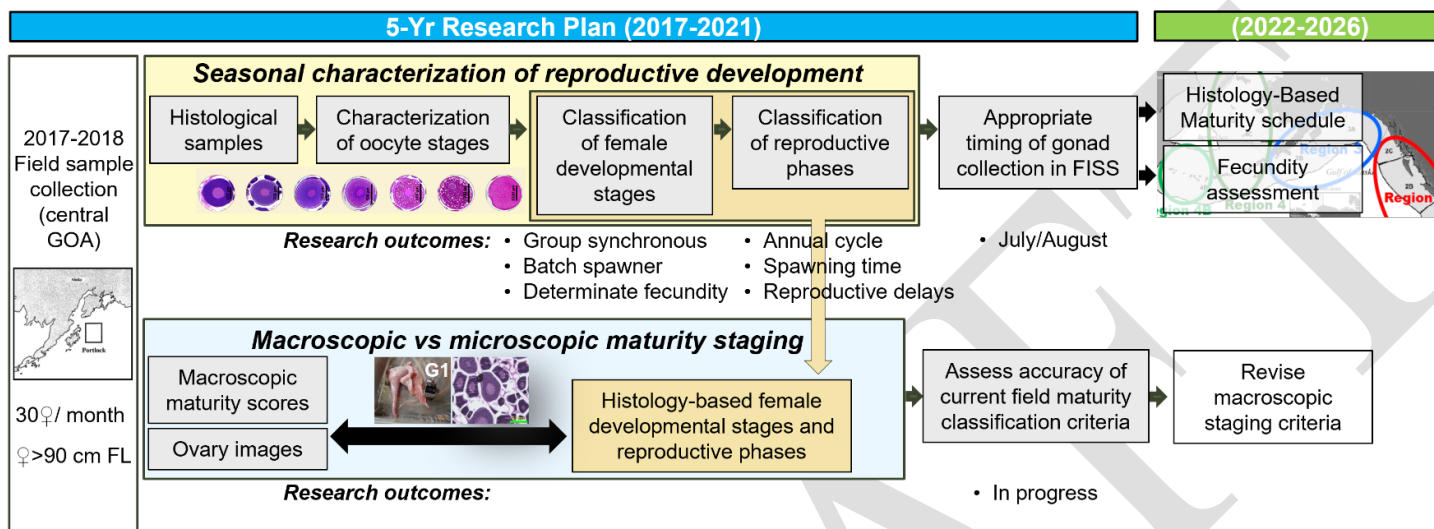 5-Yr Research Plan (2017-2021)
(2022-2026)
2017-2018
Field sample
collection
(central
GOA)
Portlock
30♀/ month
♀>90 cm FL
Seasonal characterization of reproductive development
Histological
samples
Characterization
of oocyte stages
Classification
of female
developmental
stages
Classification
of reproductive
phases
Appropriate
timing of gonad
collection in FISS
Histology-Based
Maturity schedule
Fecundity
assessment
Region 4B
Region 4
Region 3
Region
2C
2B
Research outcomes:
• Group synchronous
• Batch spawner
• Determinate fecundity
• Annual cycle
• Spawning time
• Reproductive delays
• July/August
Macroscopic vs microscopic maturity staging
Macroscopic
maturity scores
Ovary images
G1
Histology-based female
developmental stages and
reproductive phases
Assess accuracy of
current field maturity
classification criteria
Revise
macroscopic
staging criteria
Research outcomes:
• In progress